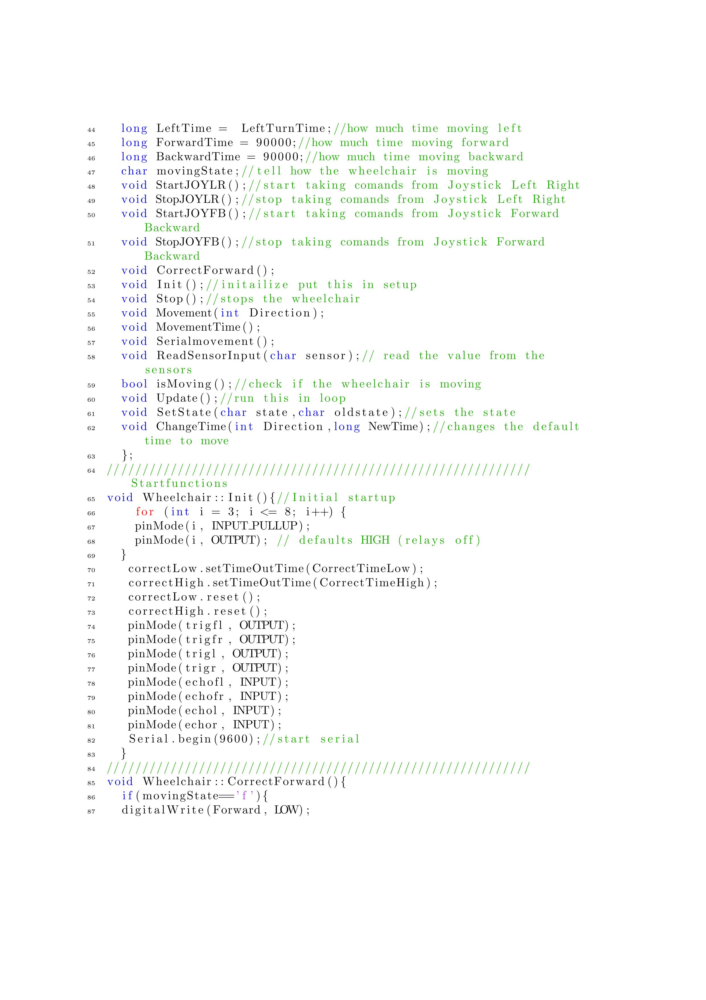 44 long LeftTime = LeftTurnTime;//how much time moving left
45 long ForwardTime = 90000;//how much time moving forward
46 long BackwardTime = 90000;//how much time moving backward
47 char movingState;//tell how the wheelchair is moving
48 void StartJOYLR();//start taking comands from Joystick Left Right
49 void StopJOYLR();//stop taking comands from Joystick Left Right
50 void StartJOYFB();//start taking comands from Joystick Forward
Backward
51 void StopJOYFB();//stop taking comands from Joystick Forward
Backward
52 void CorrectForward();
53 void Init();//initailize put this in setup
54 void Stop();//stops the wheelchair
55 void Movement(int Direction);
56 void MovementTime();
57 void Serialmovement();
58 void ReadSensorInput(char sensor);// read the value from the
sensors
59 bool isMoving();//check if the wheelchair is moving
60 void Update();//run this in loop
61 void SetState(char state,char oldstate);//sets the state
62 void ChangeTime(int Direction,long NewTime);//changes the default
time to move
63 };
64 ////////////////////////////////////////////////////////////
Startfunctions
65 void Wheelchair::Init(){//Initial startup
66 for (int i = 3; i <= 8; i++) {
67 pinMode(i, INPUT_PULLUP);
68 pinMode(i, OUTPUT); // defaults HIGH (relays off)
69 }
70 correctLow.setTimeOutTime(CorrectTimeLow);
71 correctHigh.setTimeOutTime(CorrectTimeHigh);
72 correctLow.reset();
73 correctHigh.reset();
74 pinMode(trigfl, OUTPUT);
75 pinMode(trigfr, OUTPUT);
76 pinMode(trigl, OUTPUT);
77 pinMode(trigr, OUTPUT);
78 pinMode(echofl, INPUT);
79 pinMode(echofr, INPUT);
80 pinMode(echol, INPUT);
81 pinMode(echor, INPUT);
82 Serial.begin(9600);//start serial
83 }
84 ////////////////////////////////////////////////////////////
85 void Wheelchair::CorrectForward(){
86 if(movingState=='f'){
87 digitalWrite(Forward, LOW);